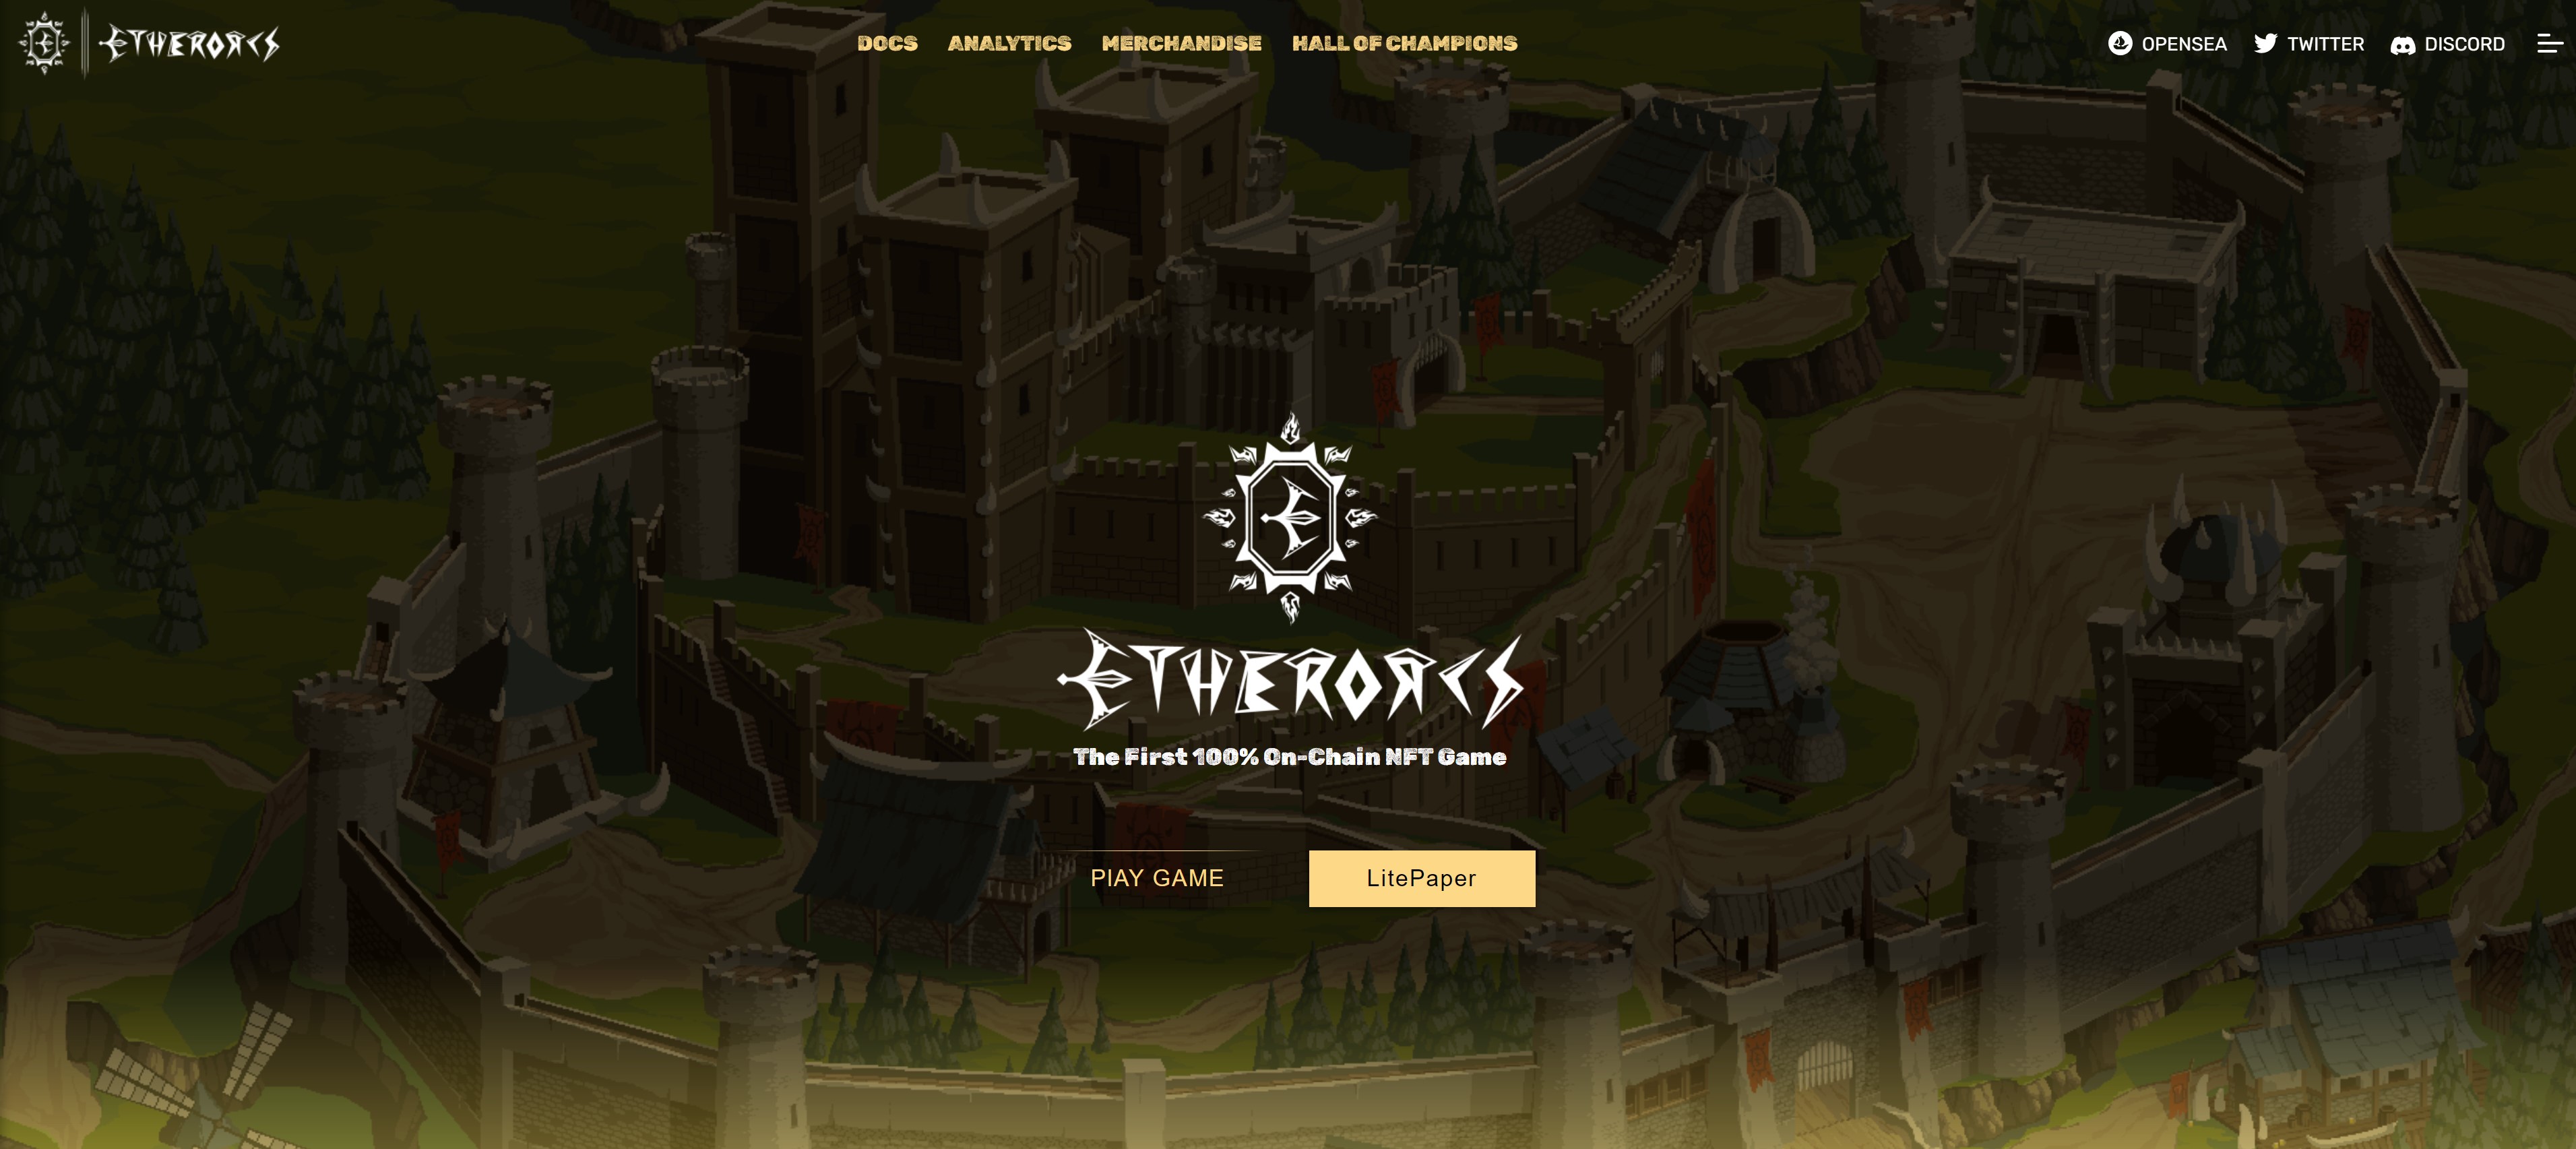 ETHERORCS
DOCS ANALYTICS MERCHANDISE HALL OF CHAMPIONS
OPENSEA TWITTER DISCORD
ETHERORCS
The First 100% On-Chain NFT Game
PlAY GAME LitePaper